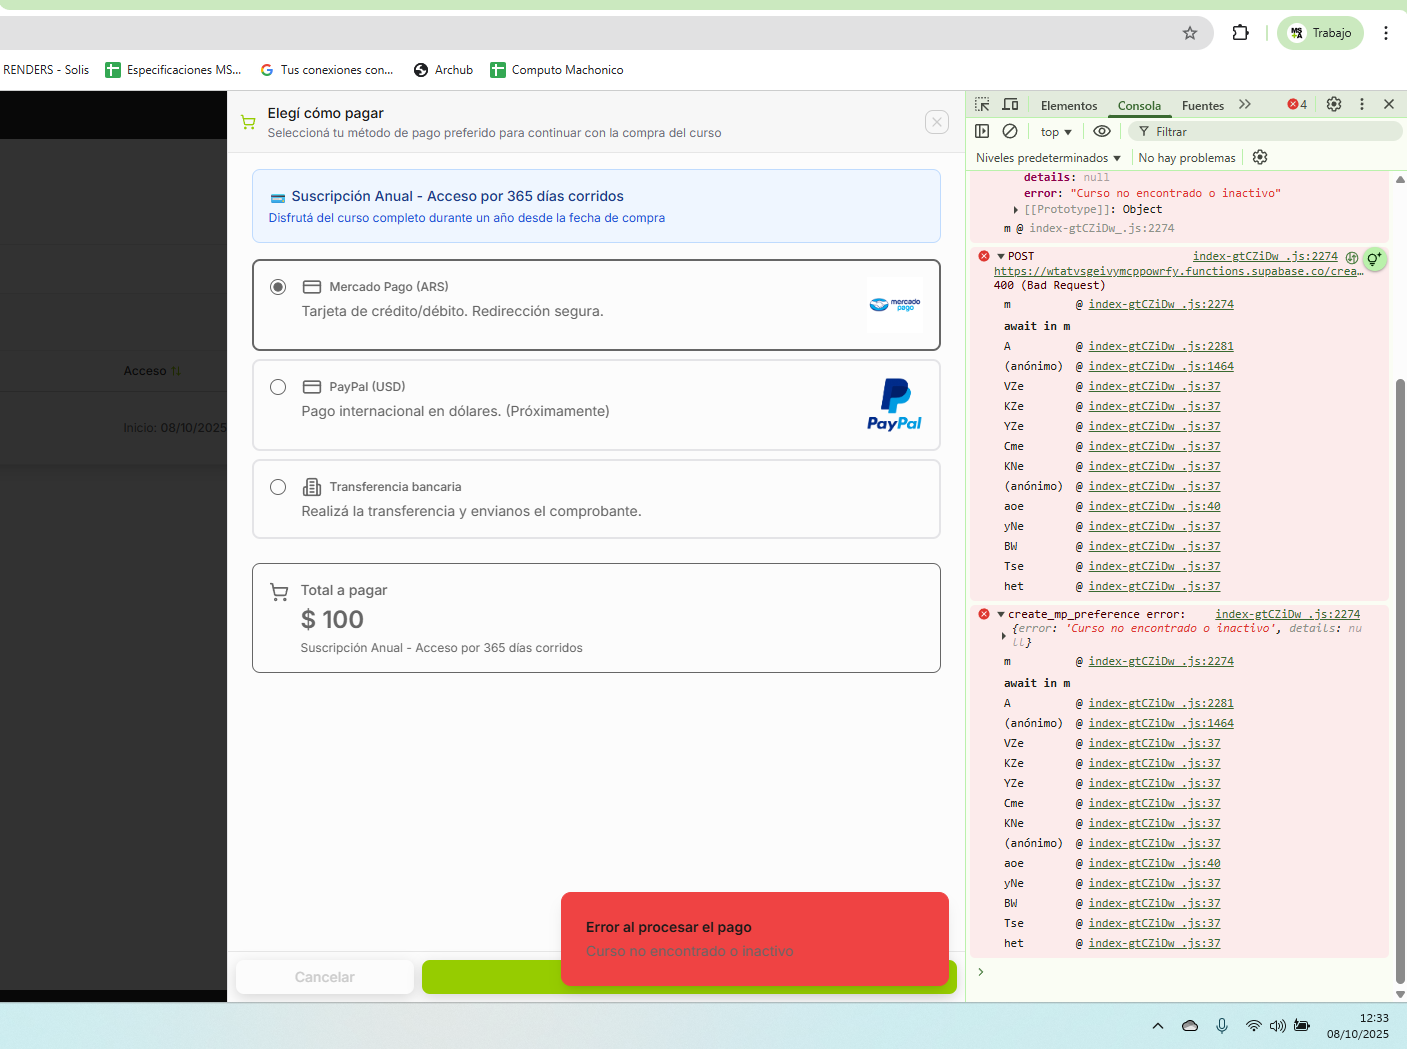 Trabajo
RENDERS - Solis
Especificaciones MS...
Tus conexiones con...
Archub
Computo Machonico
Elegí cómo pagar
Seleccioná tu método de pago preferido para continuar con la compra del curso
Suscripción Anual - Acceso por 365 días corridos
Disfrutá del curso completo durante un año desde la fecha de compra
Mercado Pago (ARS)
Tarjeta de crédito/débito. Redirección segura.
mercado
pago
PayPal (USD)
Pago internacional en dólares. (Próximamente)
PayPal
Transferencia bancaria
Realizá la transferencia y envianos el comprobante.
Total a pagar
$ 100
Suscripción Anual - Acceso por 365 días corridos
Acceso
Inicio: 08/10/2025
Cancelar
Error al procesar el pago
Curso no encontrado o inactivo
Elementos Consola Fuentes 4
top Filtrar
Niveles predeterminados No hay problemas
details: null
error: "Curso no encontrado o inactivo"
[[Prototype]]: Object
m @ index-gtCZiDw_.js:2274
POST index-gtCZiDw_.js:2274
https://wtatvsgeivymcppowrfy.functions.supabase.co/crea…
400 (Bad Request)
m @ index-gtCZiDw_.js:2274
await in m
A @ index-gtCZiDw_.js:2281
(anónimo) @ index-gtCZiDw_.js:1464
VZe @ index-gtCZiDw_.js:37
KZe @ index-gtCZiDw_.js:37
YZe @ index-gtCZiDw_.js:37
Cme @ index-gtCZiDw_.js:37
KNe @ index-gtCZiDw_.js:37
(anónimo) @ index-gtCZiDw_.js:37
aoe @ index-gtCZiDw_.js:40
yNe @ index-gtCZiDw_.js:37
BW @ index-gtCZiDw_.js:37
Tse @ index-gtCZiDw_.js:37
het @ index-gtCZiDw_.js:37
create_mp_preference error: index-gtCZiDw_.js:2274
{error: 'Curso no encontrado o inactivo', details: nu
ll}
m @ index-gtCZiDw_.js:2274
await in m
A @ index-gtCZiDw_.js:2281
(anónimo) @ index-gtCZiDw_.js:1464
VZe @ index-gtCZiDw_.js:37
KZe @ index-gtCZiDw_.js:37
YZe @ index-gtCZiDw_.js:37
Cme @ index-gtCZiDw_.js:37
KNe @ index-gtCZiDw_.js:37
(anónimo) @ index-gtCZiDw_.js:37
aoe @ index-gtCZiDw_.js:40
yNe @ index-gtCZiDw_.js:37
BW @ index-gtCZiDw_.js:37
Tse @ index-gtCZiDw_.js:37
het @ index-gtCZiDw_.js:37
12:33
08/10/2025